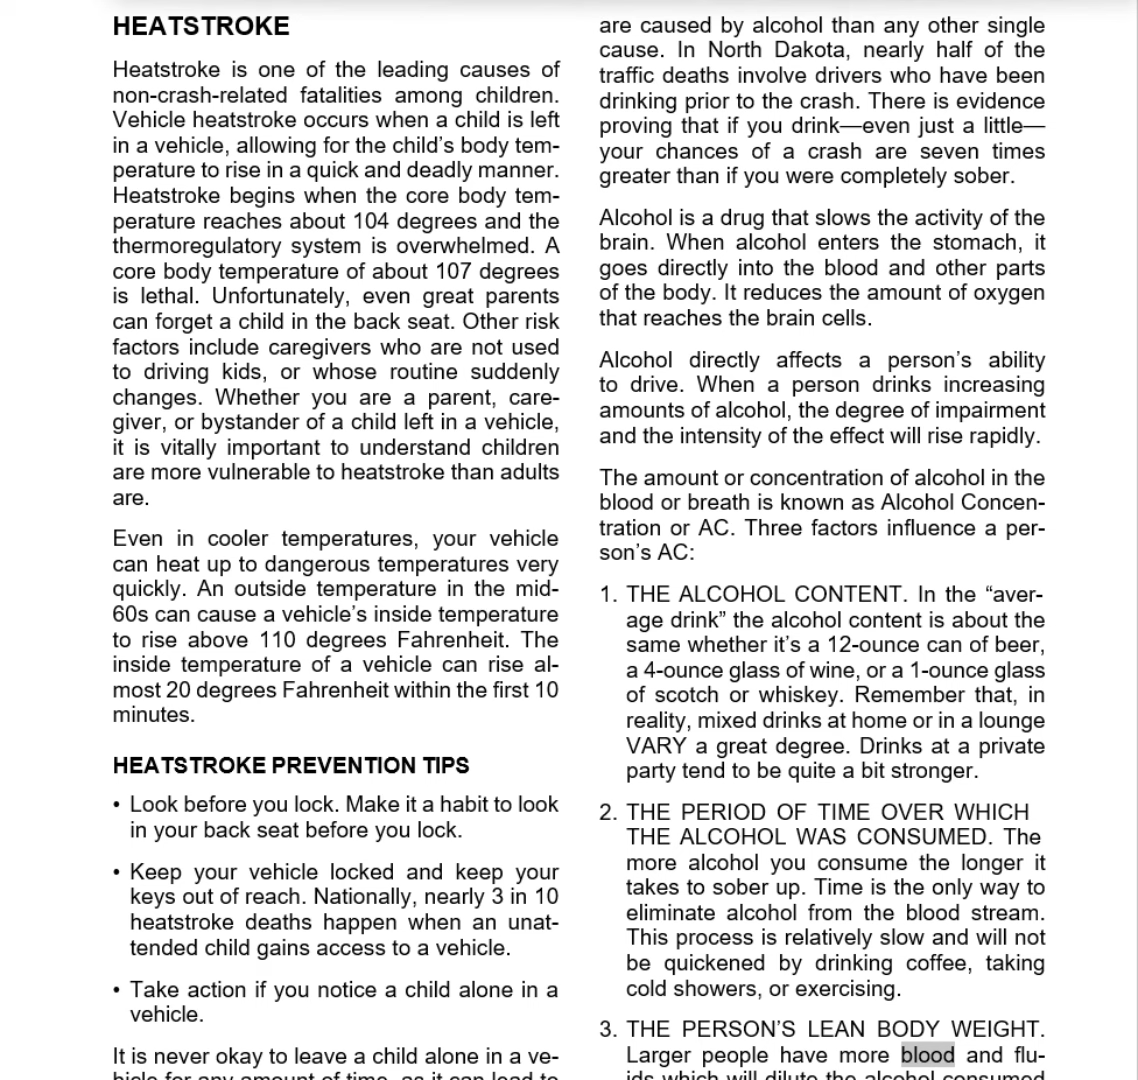 HEATSTROKE
Heatstroke is one of the leading causes of
non-crash-related fatalities among children.
Vehicle heatstroke occurs when a child is left
in a vehicle, allowing for the child’s body tem-
perature to rise in a quick and deadly manner.
Heatstroke begins when the core body tem-
perature reaches about 104 degrees and the
thermoregulatory system is overwhelmed. A
core body temperature of about 107 degrees
is lethal. Unfortunately, even great parents
can forget a child in the back seat. Other risk
factors include caregivers who are not used
to driving kids, or whose routine suddenly
changes. Whether you are a parent, care-
giver, or bystander of a child left in a vehicle,
it is vitally important to understand children
are more vulnerable to heatstroke than adults
are.
Even in cooler temperatures, your vehicle
can heat up to dangerous temperatures very
quickly. An outside temperature in the mid-
60s can cause a vehicle’s inside temperature
to rise above 110 degrees Fahrenheit. The
inside temperature of a vehicle can rise al-
most 20 degrees Fahrenheit within the first 10
minutes.
HEATSTROKE PREVENTION TIPS
• Look before you lock. Make it a habit to look
in your back seat before you lock.
• Keep your vehicle locked and keep your
keys out of reach. Nationally, nearly 3 in 10
heatstroke deaths happen when an unat-
tended child gains access to a vehicle.
• Take action if you notice a child alone in a
vehicle.
It is never okay to leave a child alone in a ve-
hicle for any amount of time, as it can lead to
are caused by alcohol than any other single
cause. In North Dakota, nearly half of the
traffic deaths involve drivers who have been
drinking prior to the crash. There is evidence
proving that if you drink—even just a little—
your chances of a crash are seven times
greater than if you were completely sober.
Alcohol is a drug that slows the activity of the
brain. When alcohol enters the stomach, it
goes directly into the blood and other parts
of the body. It reduces the amount of oxygen
that reaches the brain cells.
Alcohol directly affects a person’s ability
to drive. When a person drinks increasing
amounts of alcohol, the degree of impairment
and the intensity of the effect will rise rapidly.
The amount or concentration of alcohol in the
blood or breath is known as Alcohol Concen-
tration or AC. Three factors influence a per-
son’s AC:
1. THE ALCOHOL CONTENT. In the “aver-
age drink” the alcohol content is about the
same whether it’s a 12-ounce can of beer,
a 4-ounce glass of wine, or a 1-ounce glass
of scotch or whiskey. Remember that, in
reality, mixed drinks at home or in a lounge
VARY a great degree. Drinks at a private
party tend to be quite a bit stronger.
2. THE PERIOD OF TIME OVER WHICH
THE ALCOHOL WAS CONSUMED. The
more alcohol you consume the longer it
takes to sober up. Time is the only way to
eliminate alcohol from the blood stream.
This process is relatively slow and will not
be quickened by drinking coffee, taking
cold showers, or exercising.
3. THE PERSON’S LEAN BODY WEIGHT.
Larger people have more blood and flu-
ids which will dilute the alcohol consumed